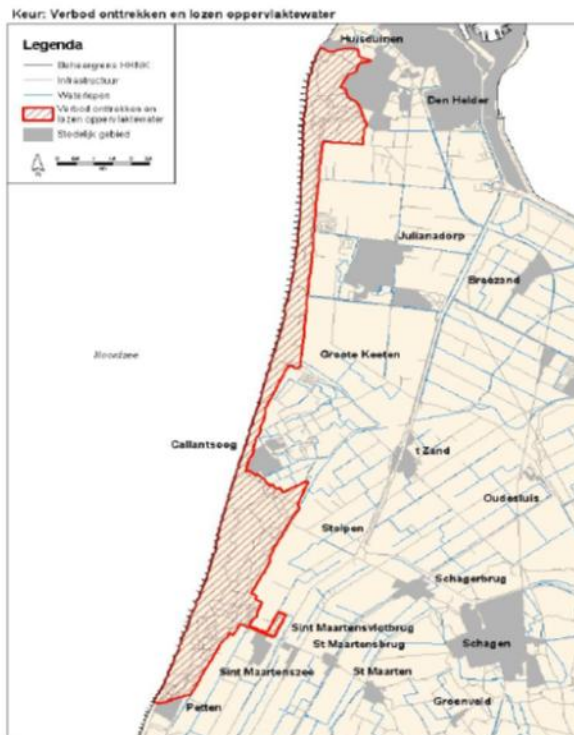 Keur: Verbod onttrekken en lozen oppervlaktewater
Legenda
Beheergrens HHNK
Infrastructuur
Waterlopen
Verbod onttrekken en
lozen oppervlaktewater
Stedelijk gebied
Huisduinen
Den Helder
Julianadorp
Breezand
Noordzee
Groote Keeten
Callantsoog
t Zand
Oudesluis
Stolpen
Schagerbrug
Sint Maartensvlotbrug
St Maartensbrug
Schagen
Sint Maartenszee
St Maarten
Groenveld
Petten